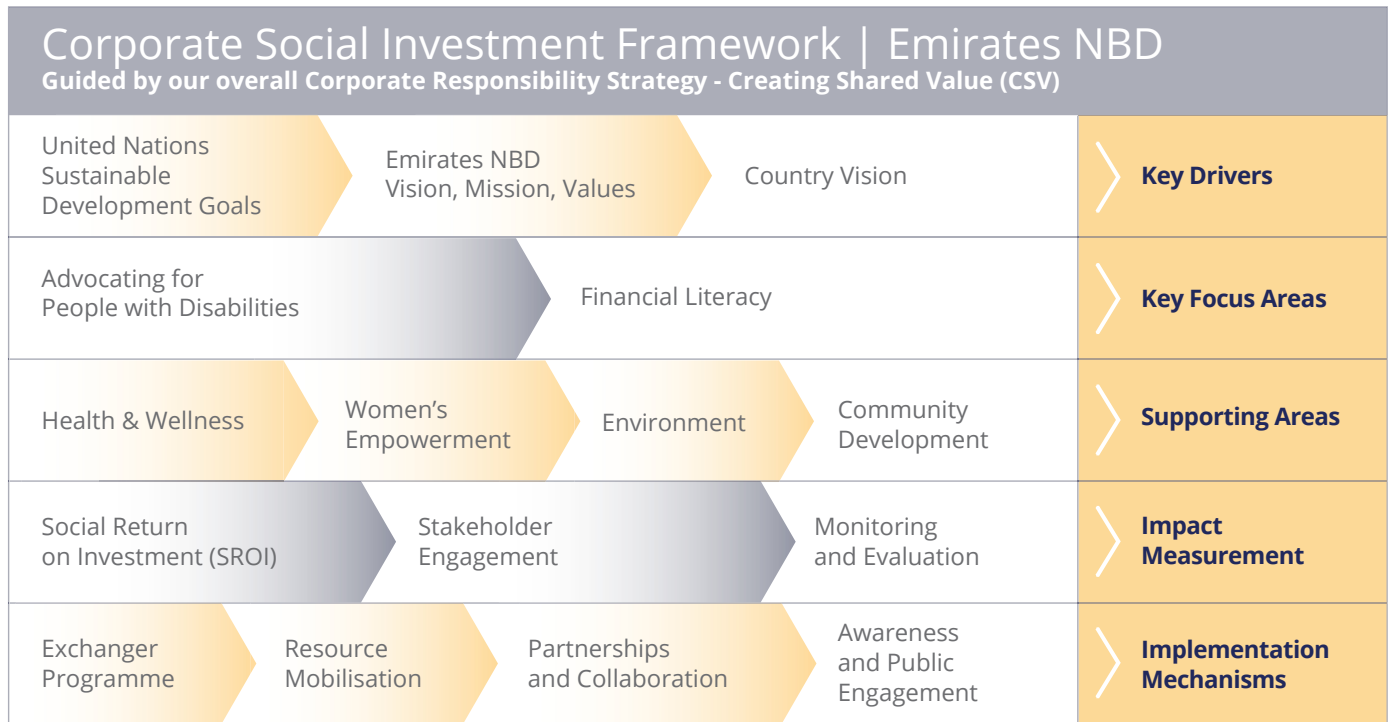 Corporate Social Investment Framework | Emirates NBD
Guided by our overall Corporate Responsibility Strategy - Creating Shared Value (CSV)
United Nations
Sustainable
Development Goals
Emirates NBD
Vision, Mission, Values
Country Vision
Key Drivers
Advocating for
People with Disabilities
Financial Literacy
Key Focus Areas
Health & Wellness
Women’s
Empowerment
Environment
Community
Development
Supporting Areas
Social Return
on Investment (SROI)
Stakeholder
Engagement
Monitoring
and Evaluation
Impact
Measurement
Exchanger
Programme
Resource
Mobilisation
Partnerships
and Collaboration
Awareness
and Public
Engagement
Implementation
Mechanisms